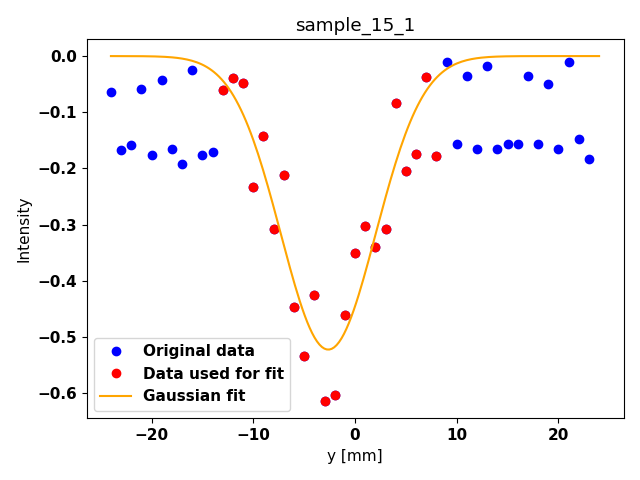 sample_15_1
0.0
−0.1
−0.2
−0.3
−0.4
−0.5
−0.6
Intensity
Original data
Data used for fit
Gaussian fit
−20 −10 0 10 20
y [mm]